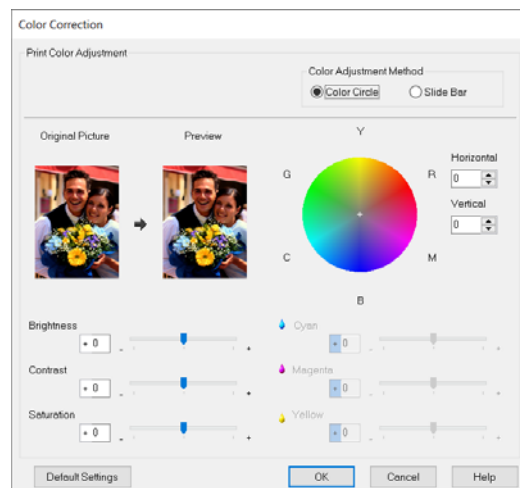 Color Correction
Print Color Adjustment
Color Adjustment Method
Color Circle Slide Bar
Original Picture Preview Y
Horizontal
G R 0
Vertical
0
C M
B
Brightness Cyan
+ 0 - + + 0 - +
Contrast Magenta
+ 0 - + + 0 - +
Saturation Yellow
+ 0 - + + 0 - +
Default Settings OK Cancel Help